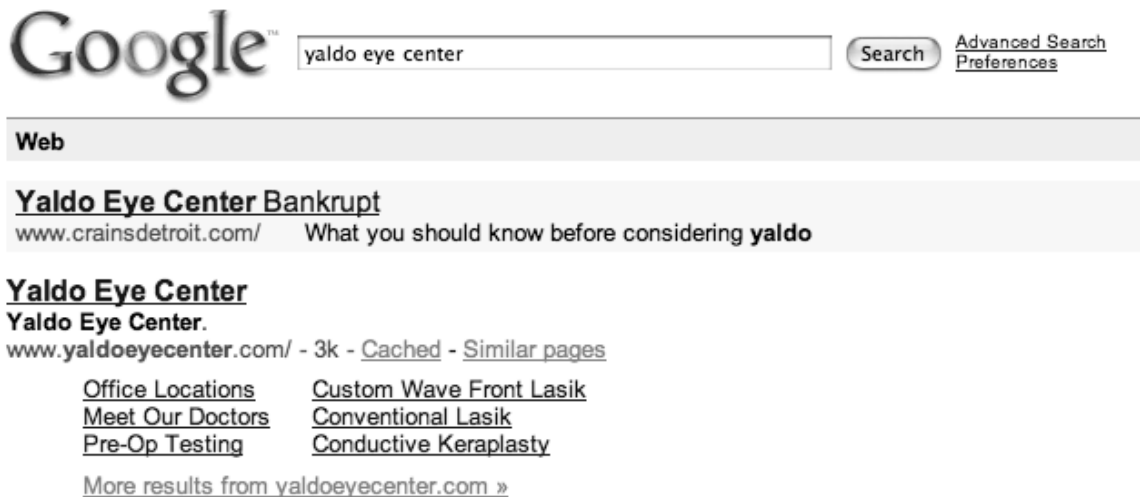 Google™
yaldo eye center
Search
Advanced Search
Preferences
Web
Yaldo Eye Center Bankrupt
www.crainsdetroit.com/ What you should know before considering yaldo
Yaldo Eye Center
Yaldo Eye Center.
www.yaldoeyecenter.com/ - 3k - Cached - Similar pages
Office Locations Custom Wave Front Lasik
Meet Our Doctors Conventional Lasik
Pre-Op Testing Conductive Keraplasty
More results from yaldoeyecenter.com »